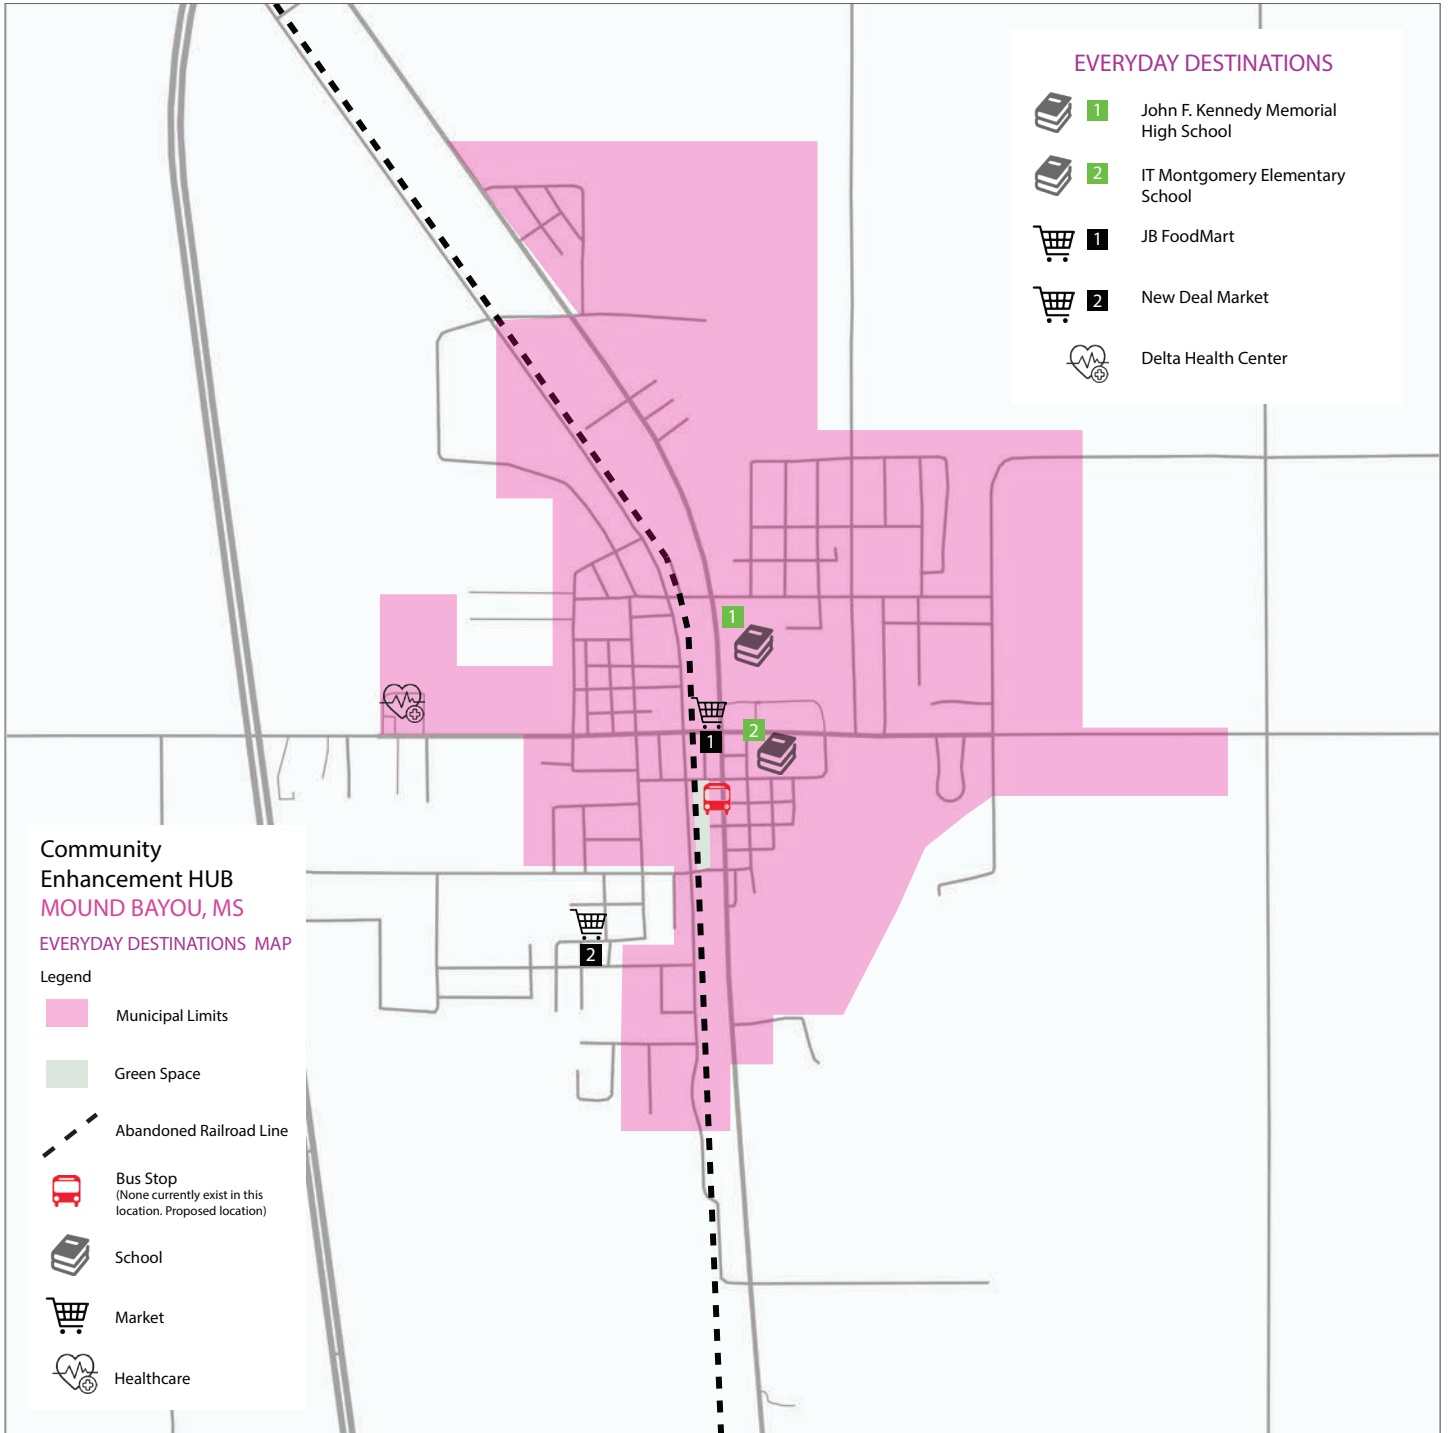 EVERYDAY DESTINATIONS
1
John F. Kennedy Memorial
High School
2
IT Montgomery Elementary
School
1
JB FoodMart
2
New Deal Market
Delta Health Center
1
2
1
2
Community
Enhancement HUB
MOUND BAYOU, MS
EVERYDAY DESTINATIONS MAP
Legend
Municipal Limits
Green Space
Abandoned Railroad Line
Bus Stop
(None currently exist in this
location. Proposed location)
School
Market
Healthcare